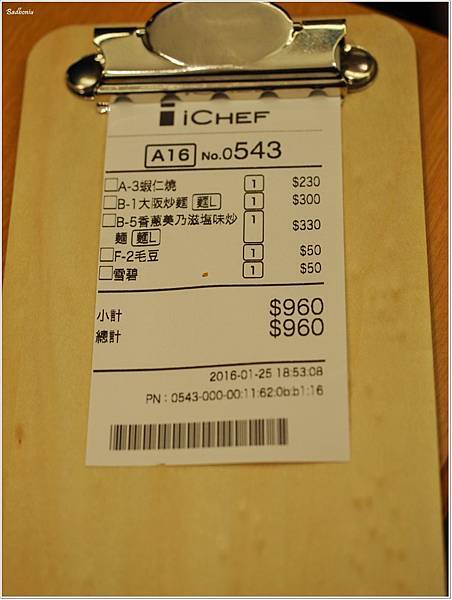 Badboniu
iCHEF
A16 No.0543
□A-3蝦仁燒 1 $230
□B-1大阪炒麵 麵L 1 $300
□B-5香蔥美乃滋塩味炒 1 $330
麵 麵L
□F-2毛豆 1 $50
□雪碧 1 $50
小計 $960
總計 $960
2016-01-25 18:53:08
PN : 0543-000-00:11:62:0b:b1:16